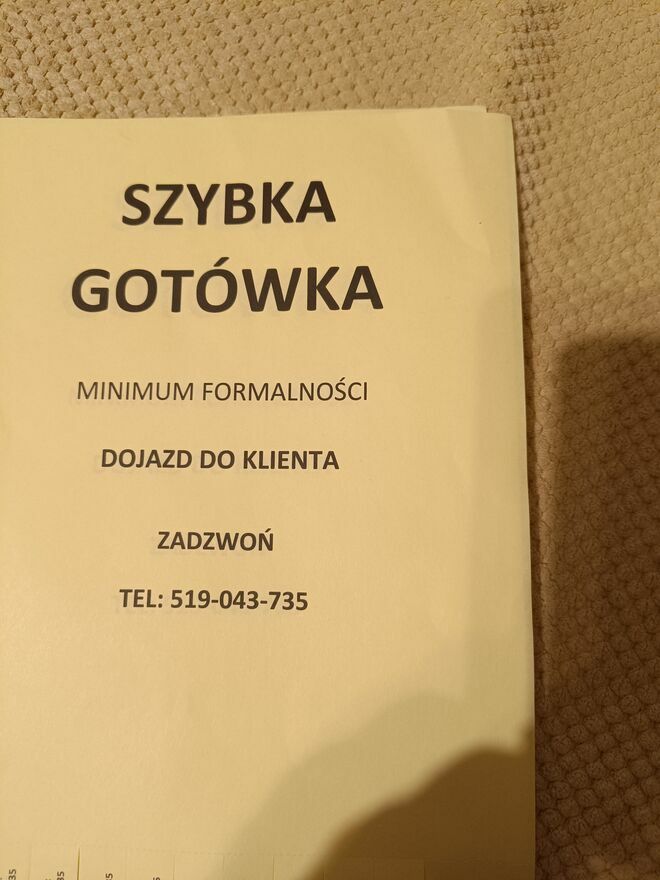 SZYBKA
GOTÓWKA
MINIMUM FORMALNOŚCI
DOJAZD DO KLIENTA
ZADZWOŃ
TEL: 519-043-735